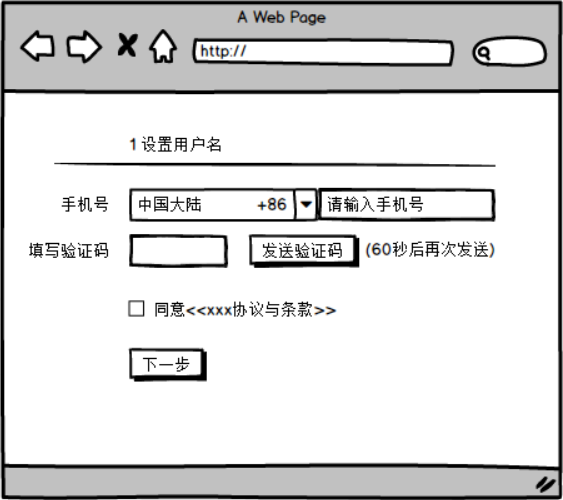 A Web Page
http://
1 设置用户名
手机号 中国大陆 +86 请输入手机号
填写验证码 发送验证码 (60秒后再次发送)
同意<<xxx协议与条款>>
下一步